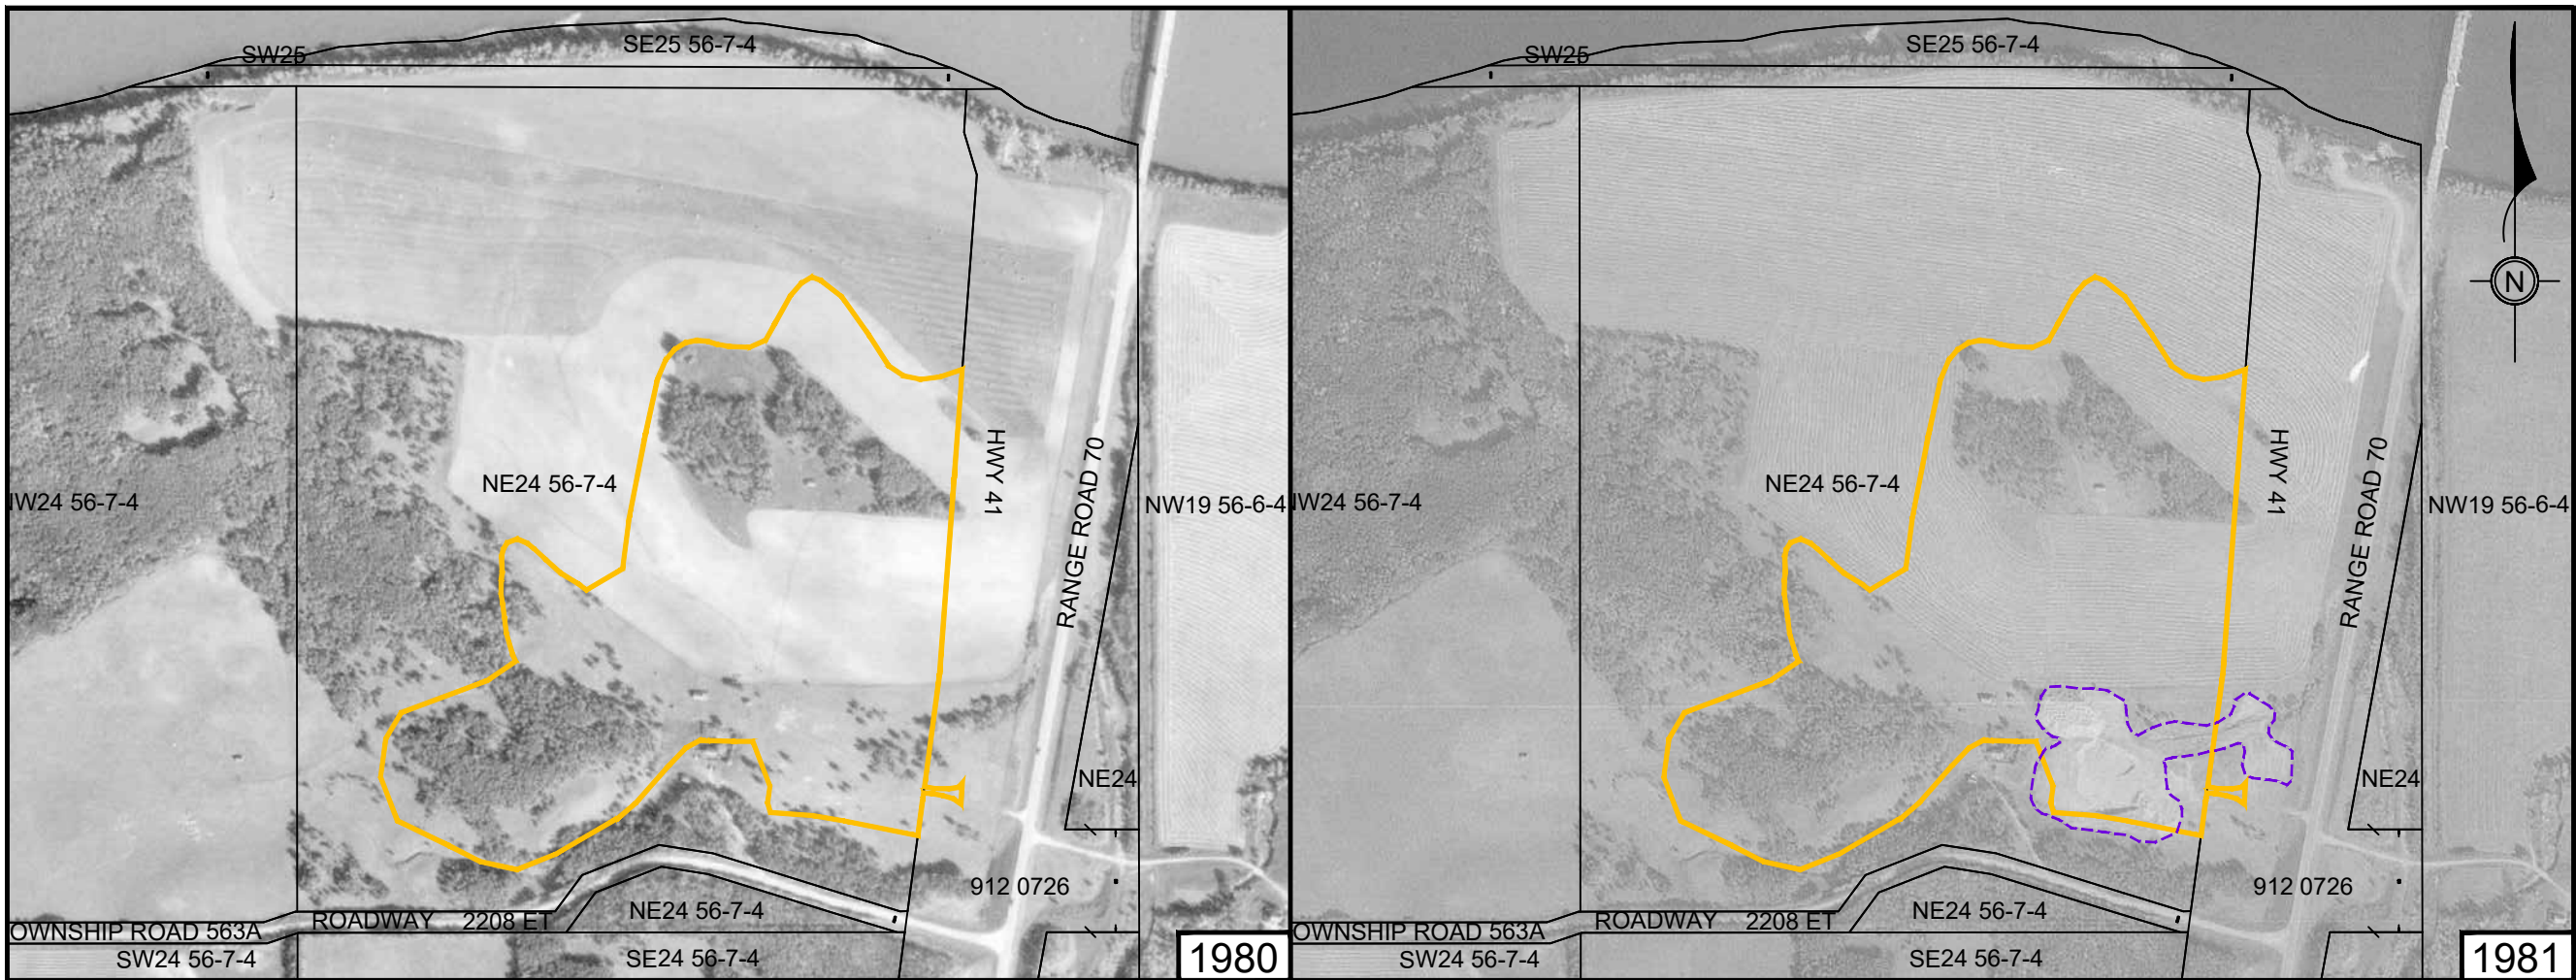 SW25
SE25 56-7-4
HWY 41
RANGE ROAD 70
NE24 56-7-4
NW24 56-7-4
NW19 56-6-4
NE24
912 0726
ROADWAY 2208 ET
NE24 56-7-4
OWNSHIP ROAD 563A
SW24 56-7-4
SE24 56-7-4
1980
SW25
SE25 56-7-4
N
HWY 41
RANGE ROAD 70
NE24 56-7-4
NW24 56-7-4
NW19 56-6-4
NE24
912 0726
ROADWAY 2208 ET
NE24 56-7-4
OWNSHIP ROAD 563A
SW24 56-7-4
SE24 56-7-4
1981